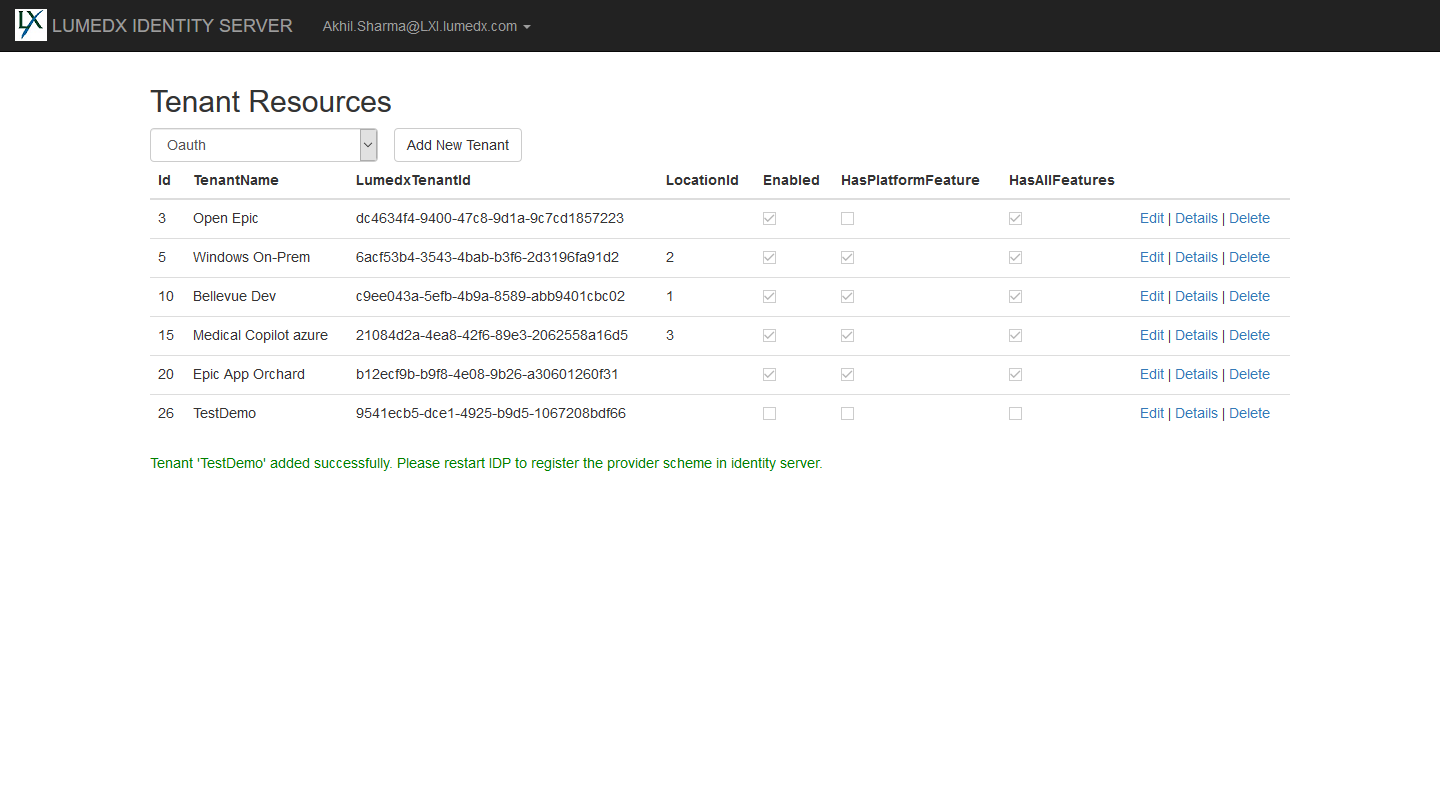 LX LUMEDX IDENTITY SERVER Akhil.Sharma@LXI.lumedx.com
Tenant Resources
Oauth Add New Tenant
Id TenantName LumedxTenantId LocationId Enabled HasPlatformFeature HasAllFeatures
3 Open Epic dc4634f4-9400-47c8-9d1a-9c7cd1857223 Edit | Details | Delete
5 Windows On-Prem 6acf53b4-3543-4bab-b3f6-2d3196fa91d2 2 Edit | Details | Delete
10 Bellevue Dev c9ee043a-5efb-4b9a-8589-abb9401cbc02 1 Edit | Details | Delete
15 Medical Copilot azure 21084d2a-4ea8-42f6-89e3-2062558a16d5 3 Edit | Details | Delete
20 Epic App Orchard b12ecf9b-b9f8-4e08-9b26-a30601260f31 Edit | Details | Delete
26 TestDemo 9541ecb5-dce1-4925-b9d5-1067208bdf66 Edit | Details | Delete
Tenant 'TestDemo' added successfully. Please restart IDP to register the provider scheme in identity server.